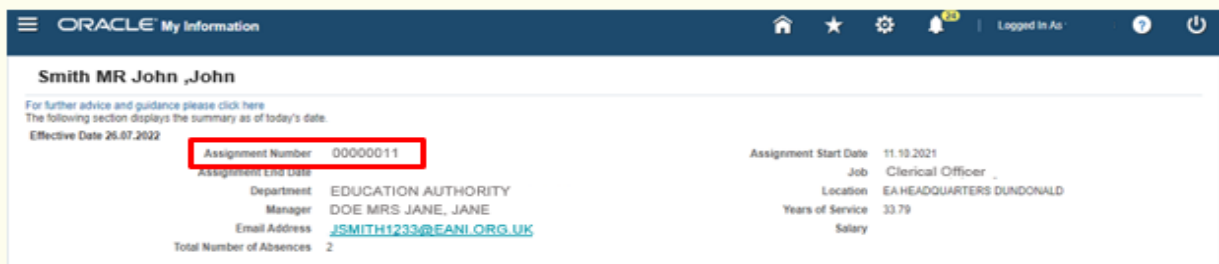 ORACLE My Information 24 Logged In As ?
Smith MR John ,John
For further advice and guidance please click here
The following section displays the summary as of today's date.
Effective Date 26.07.2022
Assignment Number 00000011 Assignment Start Date 11.10.2021
Assignment End Date Job Clerical Officer
Department EDUCATION AUTHORITY Location EA HEADQUARTERS DUNDONALD
Manager DOE MRS JANE, JANE Years of Service 33.79
Email Address JSMITH1233@EANI.ORG.UK Salary
Total Number of Absences 2